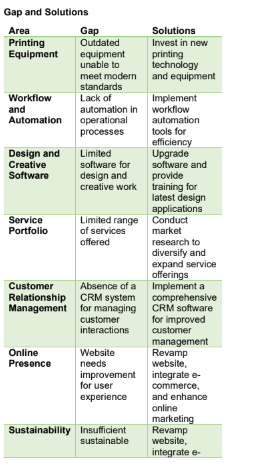 Gap and Solutions
Area Gap Solutions
Printing Outdated Invest in new
Equipment equipment printing
unable to technology
meet modern and equipment
standards
Workflow Lack of Implement
and automation in workflow
Automation operational automation
processes tools for
efficiency
Design and Limited Upgrade
Creative software for software and
Software design and provide
creative work training for
latest design
applications
Service Limited range Conduct
Portfolio of services market
offered research to
diversify and
expand service
offerings
Customer Absence of a Implement a
Relationship CRM system comprehensive
Management for managing CRM software
customer for improved
interactions customer
management
Online Website Revamp
Presence needs website,
improvement integrate e-
for user commerce,
experience and enhance
online
marketing
Sustainability Insufficient Revamp
sustainable website,
integrate e-